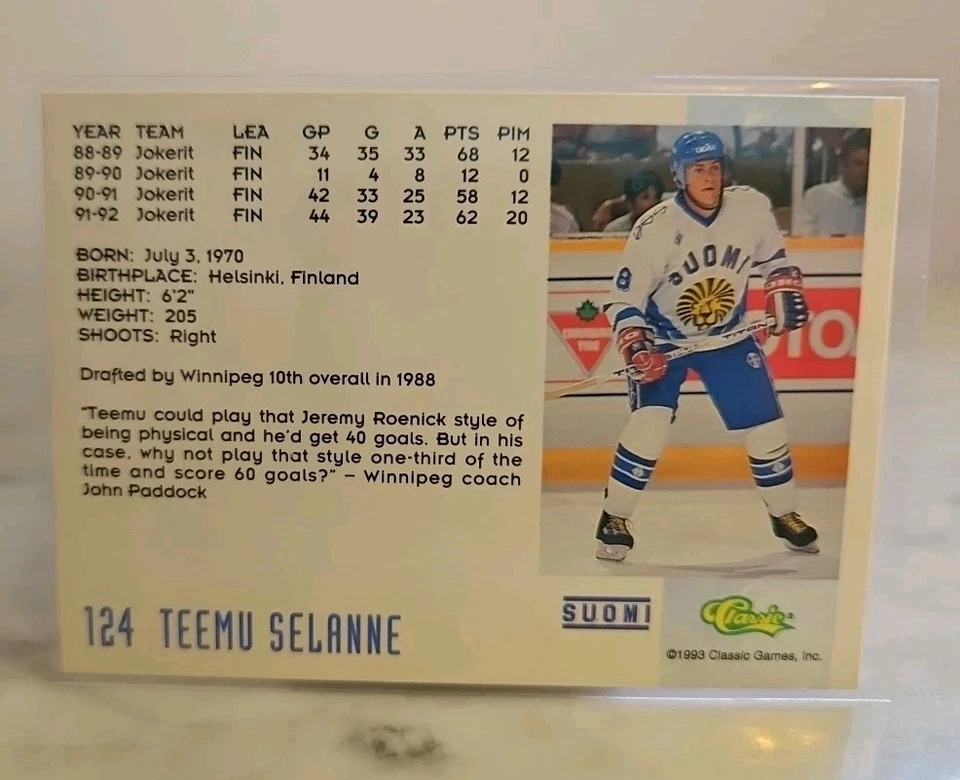 YEAR TEAM LEA GP G A PTS PIM
88-89 Jokerit FIN 34 35 33 68 12
89-90 Jokerit FIN 11 4 8 12 0
90-91 Jokerit FIN 42 33 25 58 12
91-92 Jokerit FIN 44 39 23 62 20
BORN: July 3, 1970
BIRTHPLACE: Helsinki, Finland
HEIGHT: 6'2"
WEIGHT: 205
SHOOTS: Right
Drafted by Winnipeg 10th overall in 1988
"Teemu could play that Jeremy Roenick style of
being physical and he'd get 40 goals. But in his
case, why not play that style one-third of the
time and score 60 goals?" – Winnipeg coach
John Paddock
124 TEEMU SELANNE
SUOMI
8
TITAN
SUOMI
Classic®
©1993 Classic Games, Inc.